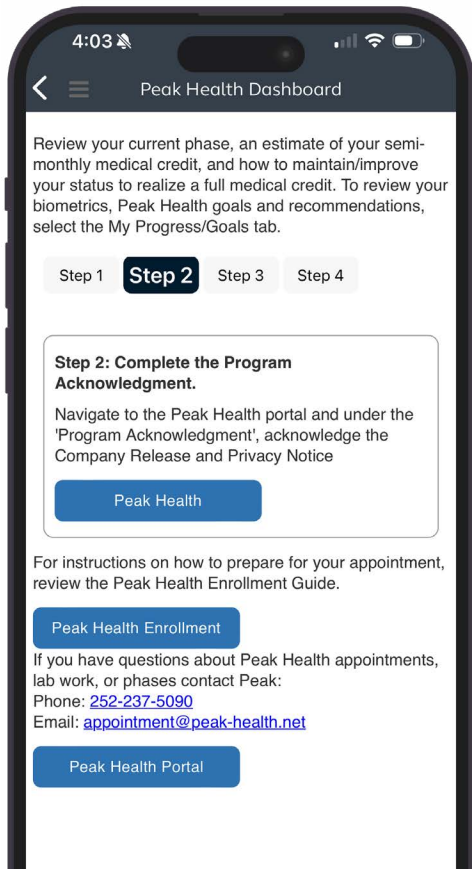 4:03
Peak Health Dashboard
Review your current phase, an estimate of your semi-
monthly medical credit, and how to maintain/improve
your status to realize a full medical credit. To review your
biometrics, Peak Health goals and recommendations,
select the My Progress/Goals tab.
Step 1 Step 2 Step 3 Step 4
Step 2: Complete the Program
Acknowledgment.
Navigate to the Peak Health portal and under the
'Program Acknowledgment', acknowledge the
Company Release and Privacy Notice
Peak Health
For instructions on how to prepare for your appointment,
review the Peak Health Enrollment Guide.
Peak Health Enrollment
If you have questions about Peak Health appointments,
lab work, or phases contact Peak:
Phone: 252-237-5090
Email: appointment@peak-health.net
Peak Health Portal